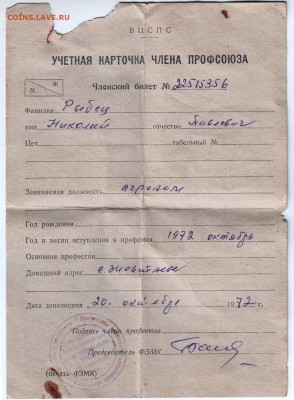 COINS.LAVE.RU
ВЦСПС
УЧЕТНАЯ КАРТОЧКА ЧЛЕНА ПРОФСОЮЗА
Ж
М
Членский билет № 22515356
Фамилия Рыбец
имя Николай отчество Павлович
Цех табельный №
Занимаемая должность агроном
Год рождения
Год и месяц вступления в профсоюз 1972 октябрь
Основная профессия
Домашний адрес
Дата заполнения 20 октября 1972 г.
Подпись члена профсоюза
Председатель ФЗМК
(печать ФЗМК)